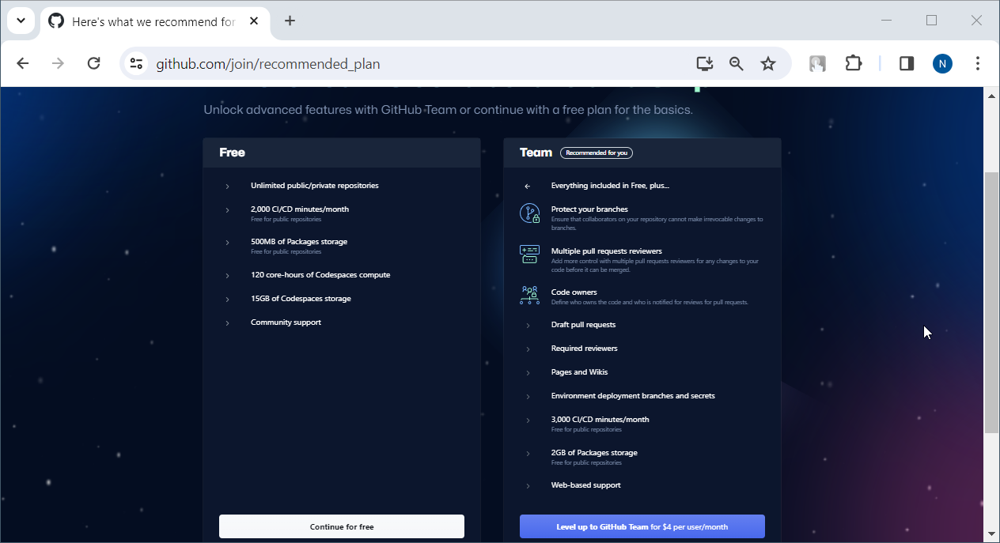 Here's what we recommend for
github.com/join/recommended_plan
N
Unlock advanced features with GitHub Team or continue with a free plan for the basics.
Free
Unlimited public/private repositories
2,000 CI/CD minutes/month
Free for public repositories
500MB of Packages storage
Free for public repositories
120 core-hours of Codespaces compute
15GB of Codespaces storage
Community support
Continue for free
Team Recommended for you
Everything included in Free, plus...
Protect your branches
Ensure that collaborators on your repository cannot make irrevocable changes to
branches.
Multiple pull requests reviewers
Add more control with multiple pull requests reviewers for any changes to your
code before it can be merged.
Code owners
Define who owns the code and who is notified for reviews for pull requests.
Draft pull requests
Required reviewers
Pages and Wikis
Environment deployment branches and secrets
3,000 CI/CD minutes/month
Free for public repositories
2GB of Packages storage
Free for public repositories
Web-based support
Level up to GitHub Team for $4 per user/month